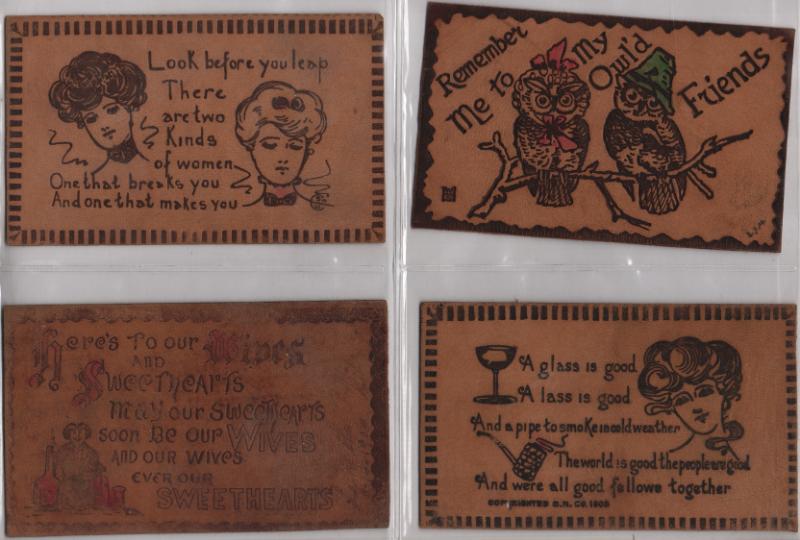 Look before you leap
There
are two
Kinds
of women
One that breaks you
And one that makes you
Remember
Me to My
Owl'd
Friends
Here's to our Wives
AND
Sweethearts
May our Sweethearts
soon Be our Wives
AND our Wives
ever our
Sweethearts
A glass is good
A lass is good
And a pipe to smoke in cold weather
The world is good the people are good
And were all good fellows together
COPYRIGHTED D.N. CO. 1905